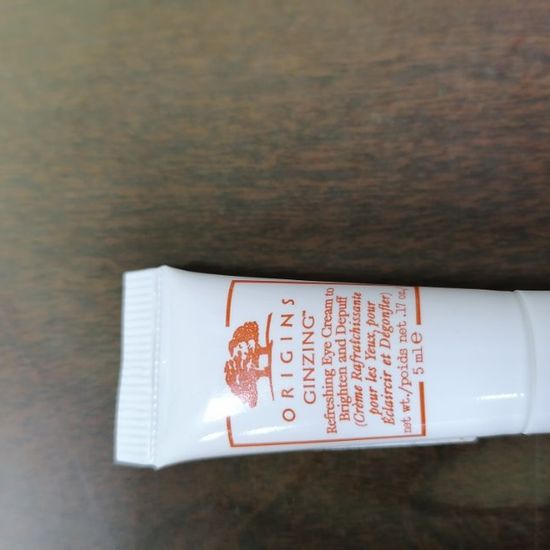 ORIGINS
GINZING™
Refreshing Eye Cream to
Brighten and Depuff
(Crème Rafraîchissante
pour les Yeux, pour
Éclaircir et Dégonfler)
net wt./poids net .17 oz.
5 ml e